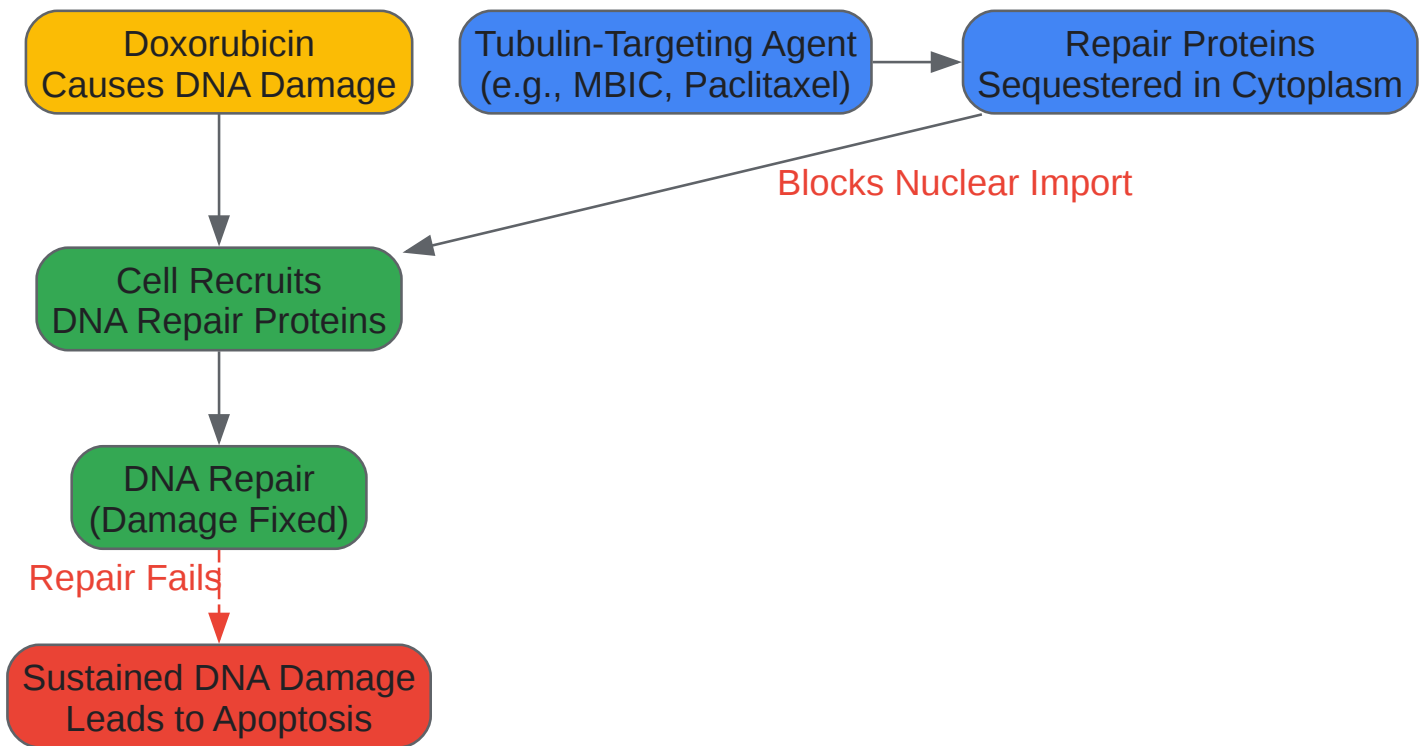 Doxorubicin
Causes DNA Damage
Tubulin-Targeting Agent
(e.g., MBIC, Paclitaxel)
Repair Proteins
Sequestered in Cytoplasm
Blocks Nuclear Import
Cell Recruits
DNA Repair Proteins
DNA Repair
(Damage Fixed)
Repair Fails
Sustained DNA Damage
Leads to Apoptosis